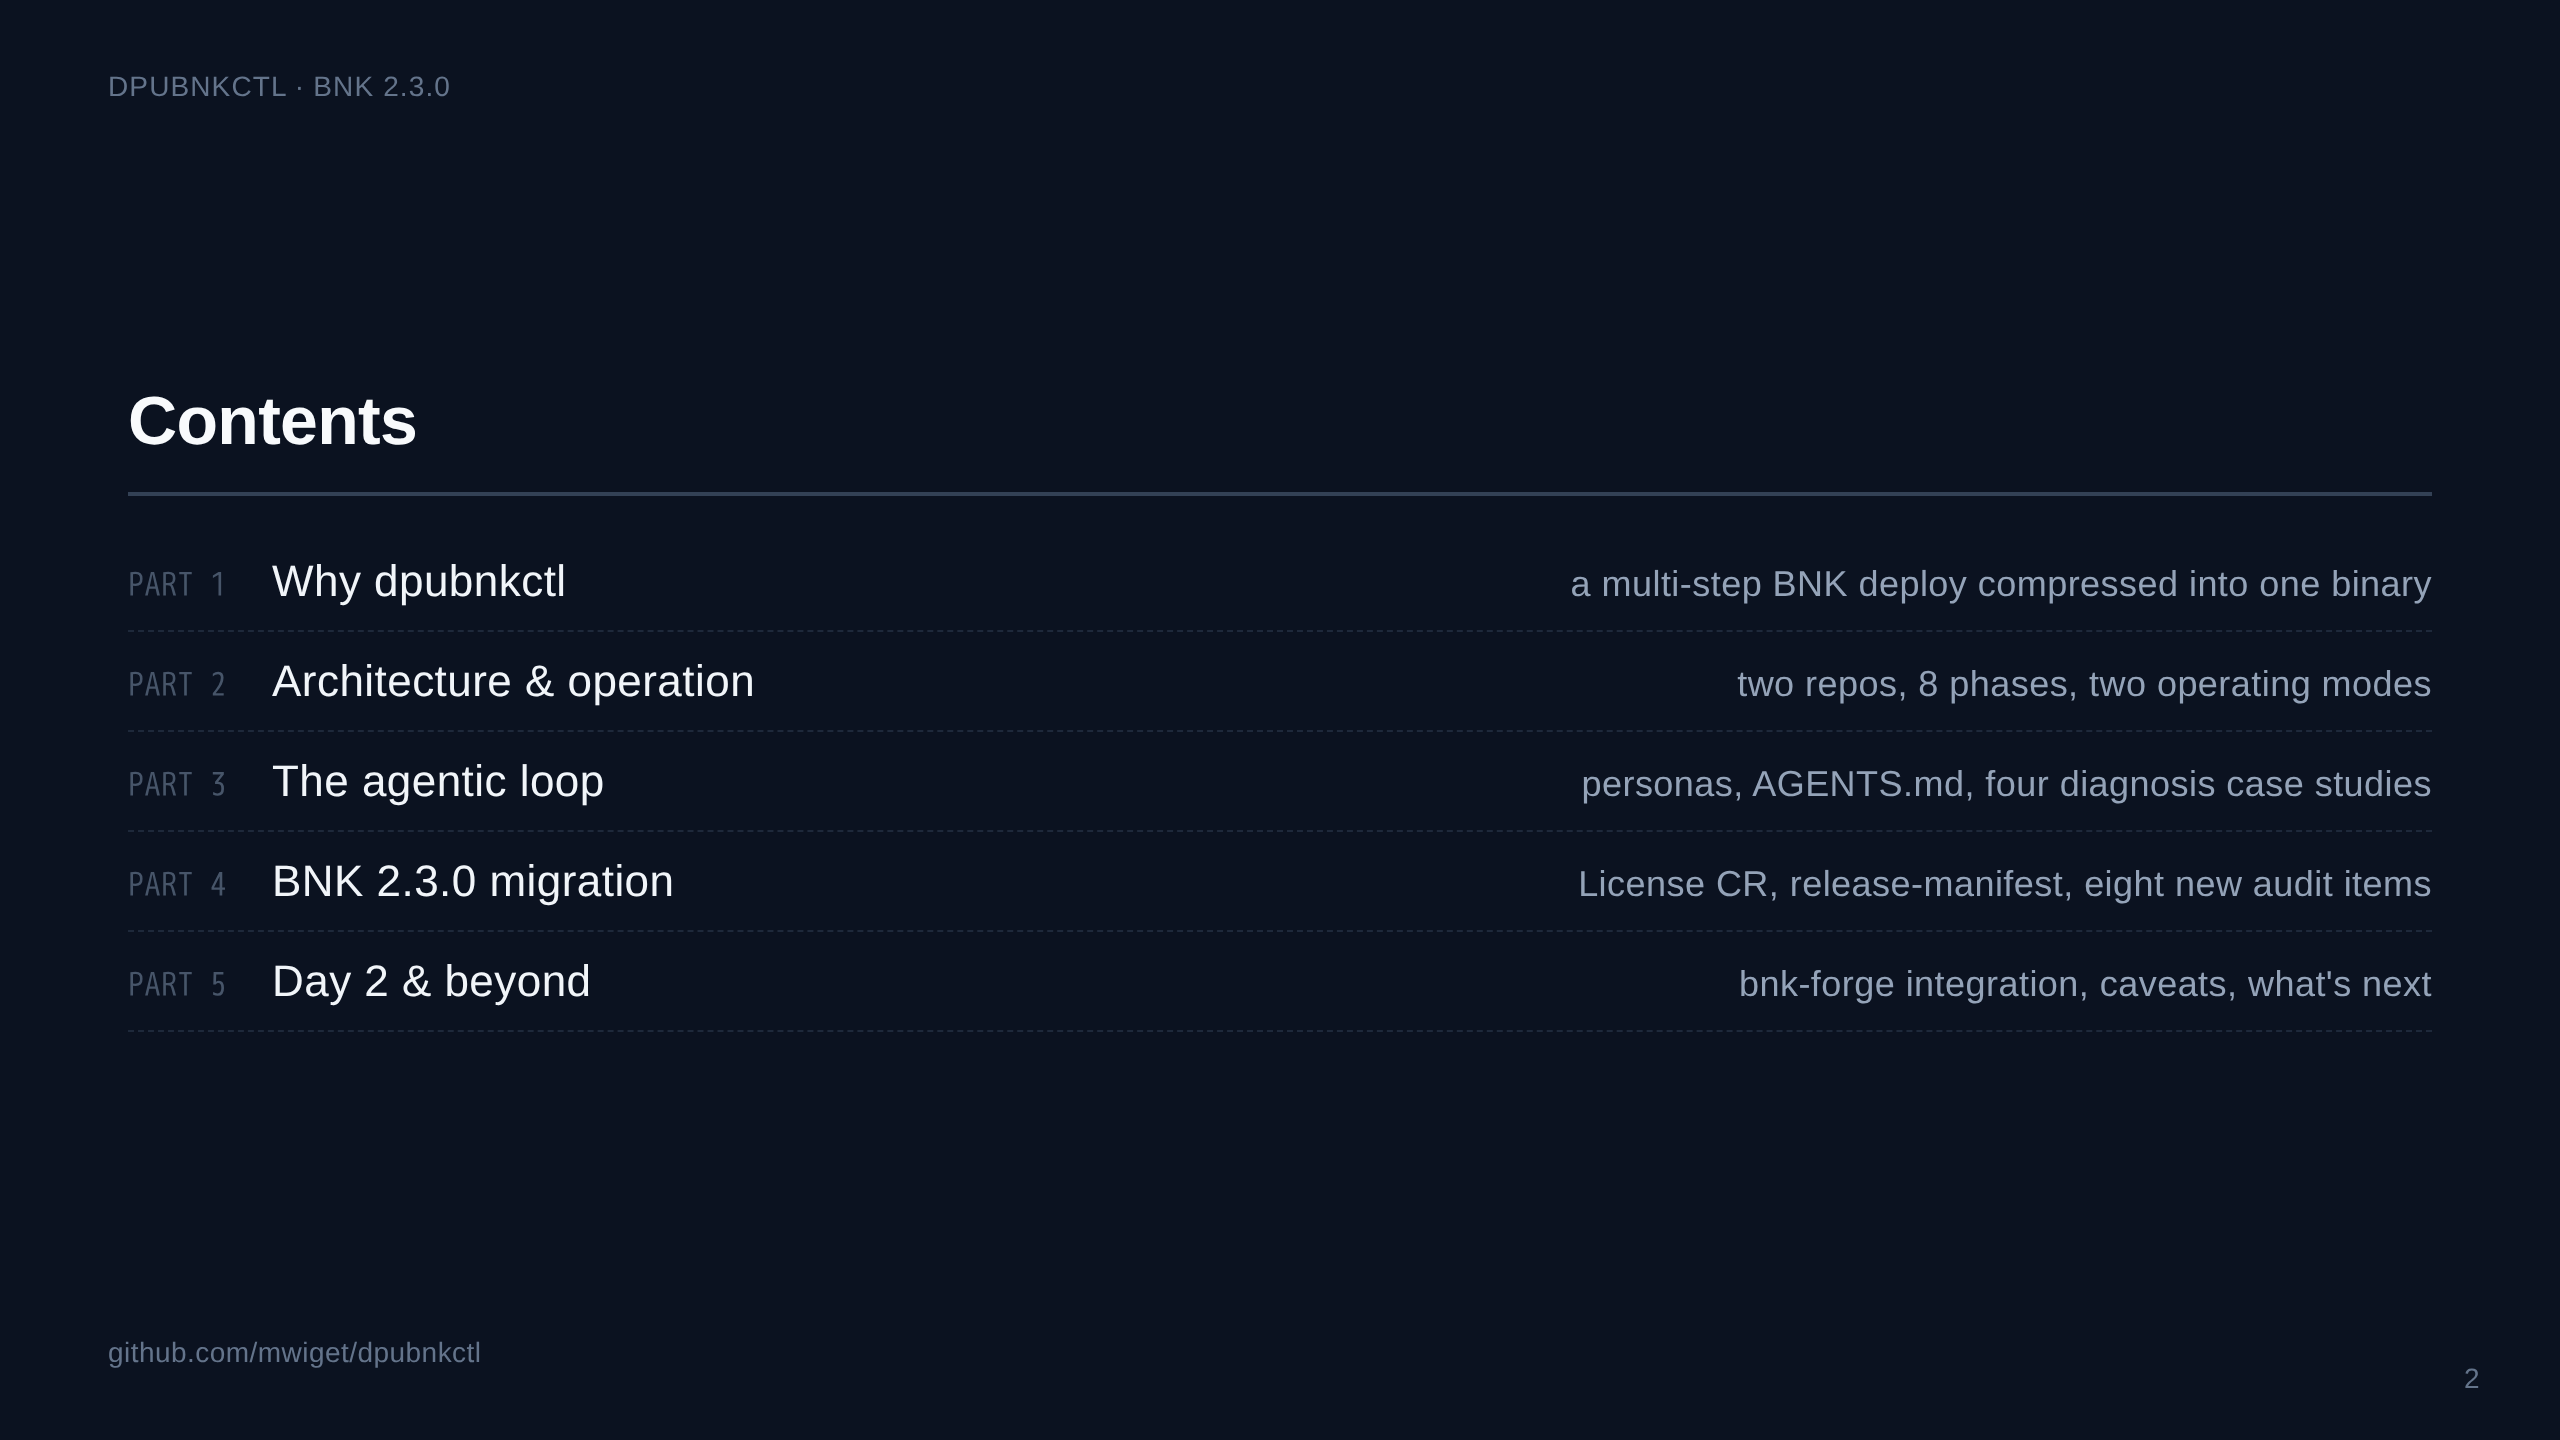 DPUBNKCTL · BNK 2.3.0
Contents
PART 1 Why dpubnkctl a multi-step BNK deploy compressed into one binary
PART 2 Architecture & operation two repos, 8 phases, two operating modes
PART 3 The agentic loop personas, AGENTS.md, four diagnosis case studies
PART 4 BNK 2.3.0 migration License CR, release-manifest, eight new audit items
PART 5 Day 2 & beyond bnk-forge integration, caveats, what's next
github.com/mwiget/dpubnkctl
2